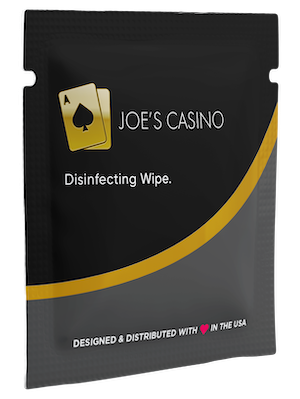 A
JOE'S CASINO
Disinfecting Wipe.
DESIGNED & DISTRIBUTED WITH ♥ IN THE USA